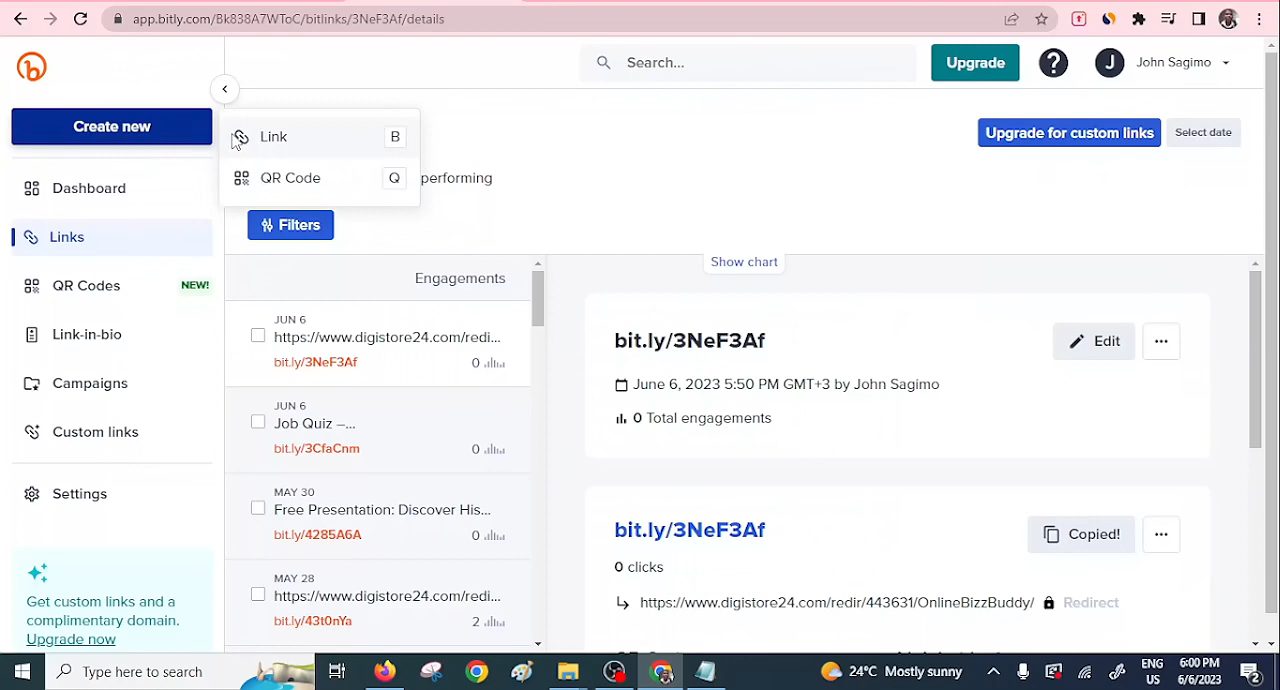 app.bitly.com/Bk838A7WToC/bitlinks/3NeF3Af/details
Search...
Upgrade
?
J
John Sagimo
Create new
Link
B
QR Code
Q
performing
Upgrade for custom links
Select date
Dashboard
Links
QR Codes
NEW!
Link-in-bio
Campaigns
Custom links
Settings
Get custom links and a
complimentary domain.
Upgrade now
Filters
Engagements
JUN 6
https://www.digistore24.com/redi...
bit.ly/3NeF3Af
0
JUN 6
Job Quiz –...
bit.ly/3CfaCnm
0
MAY 30
Free Presentation: Discover His...
bit.ly/4285A6A
0
MAY 28
https://www.digistore24.com/redi...
bit.ly/43t0nYa
2
Show chart
bit.ly/3NeF3Af
Edit
...
June 6, 2023 5:50 PM GMT+3 by John Sagimo
0 Total engagements
bit.ly/3NeF3Af
Copied!
...
0 clicks
https://www.digistore24.com/redir/443631/OnlineBizzBuddy/
Redirect
Type here to search
24°C Mostly sunny
ENG
US
6:00 PM
6/6/2023
2